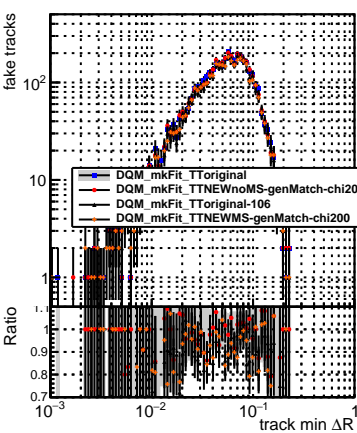 fake tracks
10²
10
1
DQM_mkFit_TToriginal
DQM_mkFit_TTNEWnoMS-genMatch-chi20
DQM_mkFit_TToriginal-106
DQM_mkFit_TTNEWMS-genMatch-chi200
Ratio
1.1
1
0.9
0.8
0.7
10⁻³ 10⁻² 10⁻¹ 1
track min ΔR